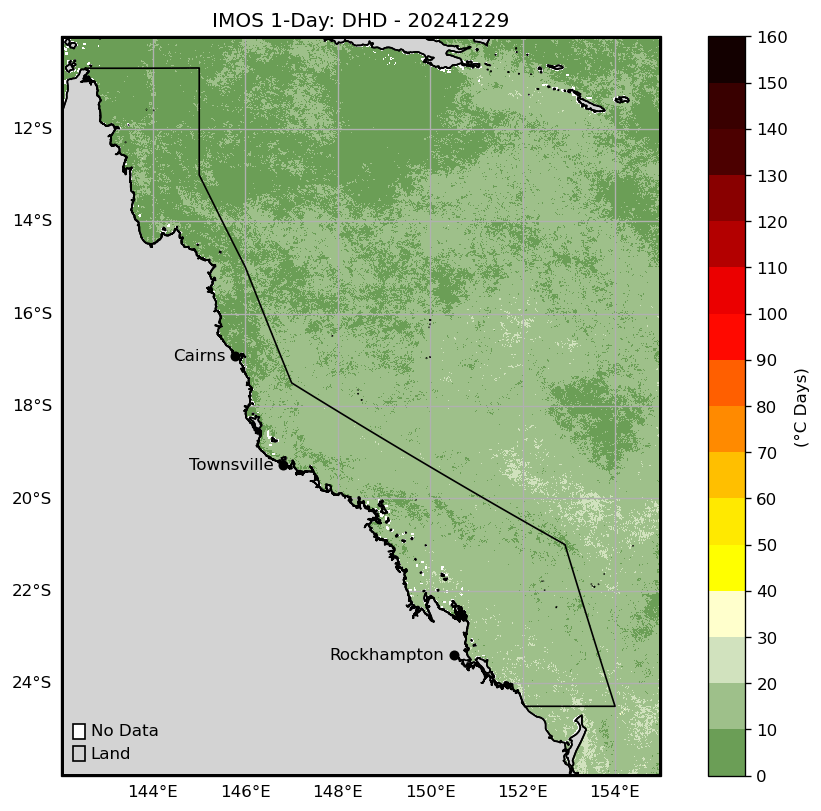 IMOS 1-Day: DHD - 20241229
12°S
14°S
16°S
18°S
20°S
22°S
24°S
Cairns
Townsville
Rockhampton
No Data
Land
144°E 146°E 148°E 150°E 152°E 154°E
160
150
140
130
120
110
100
90
80
70
60
50
40
30
20
10
0
(°C Days)